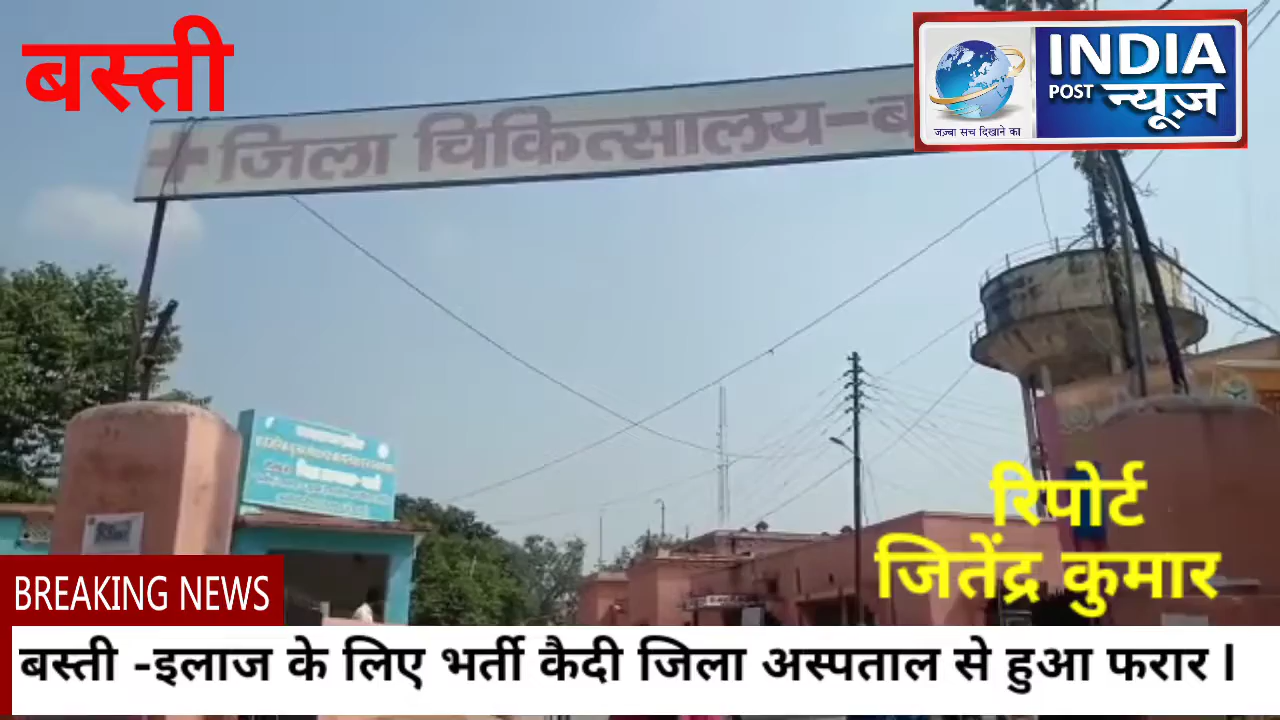 बस्ती
INDIA
POST न्यूज़
जज़्बा सच दिखाने का
+जिला चिकित्सालय-ब
रिपोर्ट
जितेंद्र कुमार
BREAKING NEWS
बस्ती -इलाज के लिए भर्ती कैदी जिला अस्पताल से हुआ फरार l